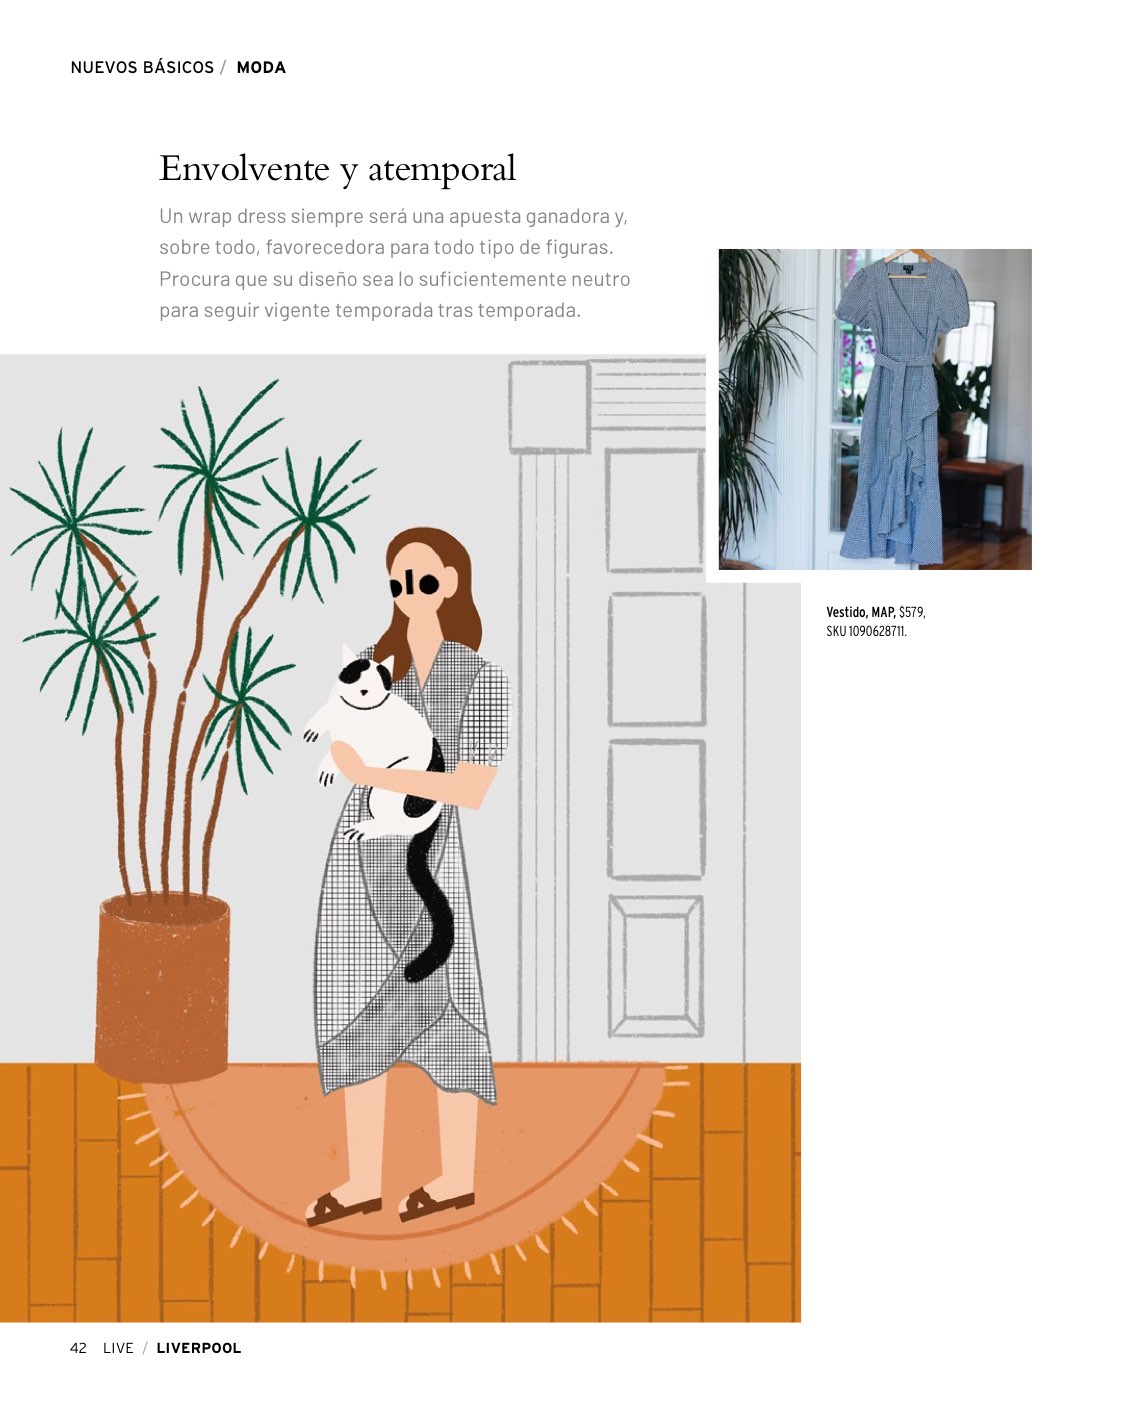 NUEVOS BÁSICOS / MODA
Envolvente y atemporal
Un wrap dress siempre será una apuesta ganadora y,
sobre todo, favorecedora para todo tipo de figuras.
Procura que su diseño sea lo suficientemente neutro
para seguir vigente temporada tras temporada.
Vestido, MAP, $579,
SKU 1090628711.
42 LIVE / LIVERPOOL